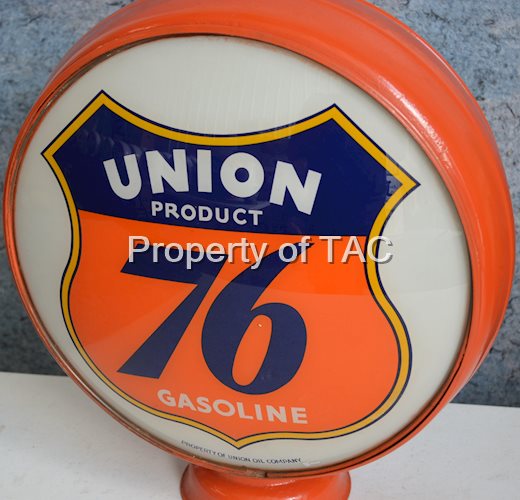 UNION
PRODUCT
Property of TAC
76
GASOLINE
PROPERTY OF UNION OIL COMPANY